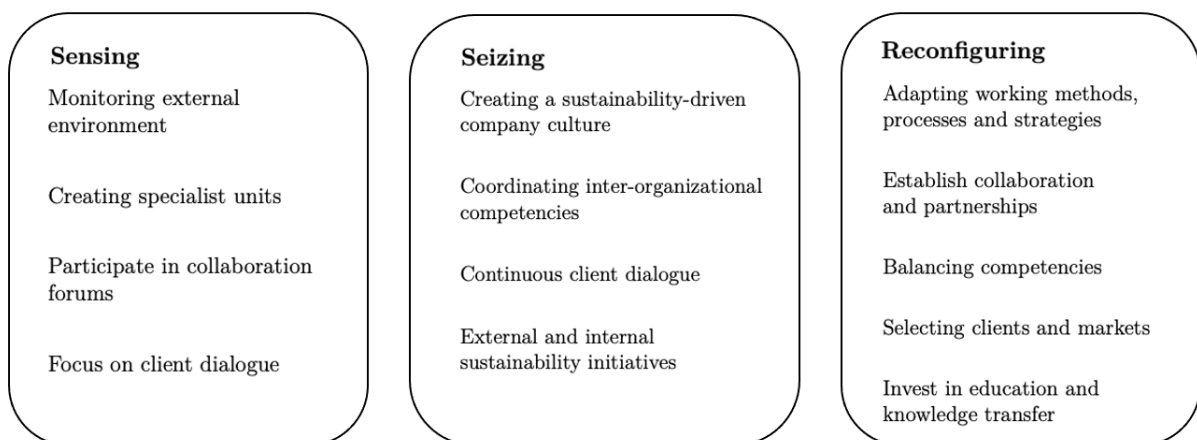 Sensing
Monitoring external
environment
Creating specialist units
Participate in collaboration
forums
Focus on client dialogue
Seizing
Creating a sustainability-driven
company culture
Coordinating inter-organizational
competencies
Continuous client dialogue
External and internal
sustainability initiatives
Reconfiguring
Adapting working methods,
processes and strategies
Establish collaboration
and partnerships
Balancing competencies
Selecting clients and markets
Invest in education and
knowledge transfer